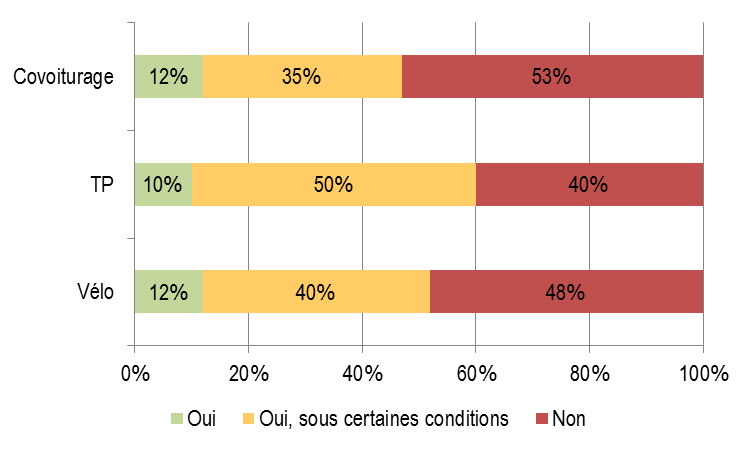 Covoiturage 12% 35% 53%
TP 10% 50% 40%
Vélo 12% 40% 48%
0% 20% 40% 60% 80% 100%
Oui Oui, sous certaines conditions Non